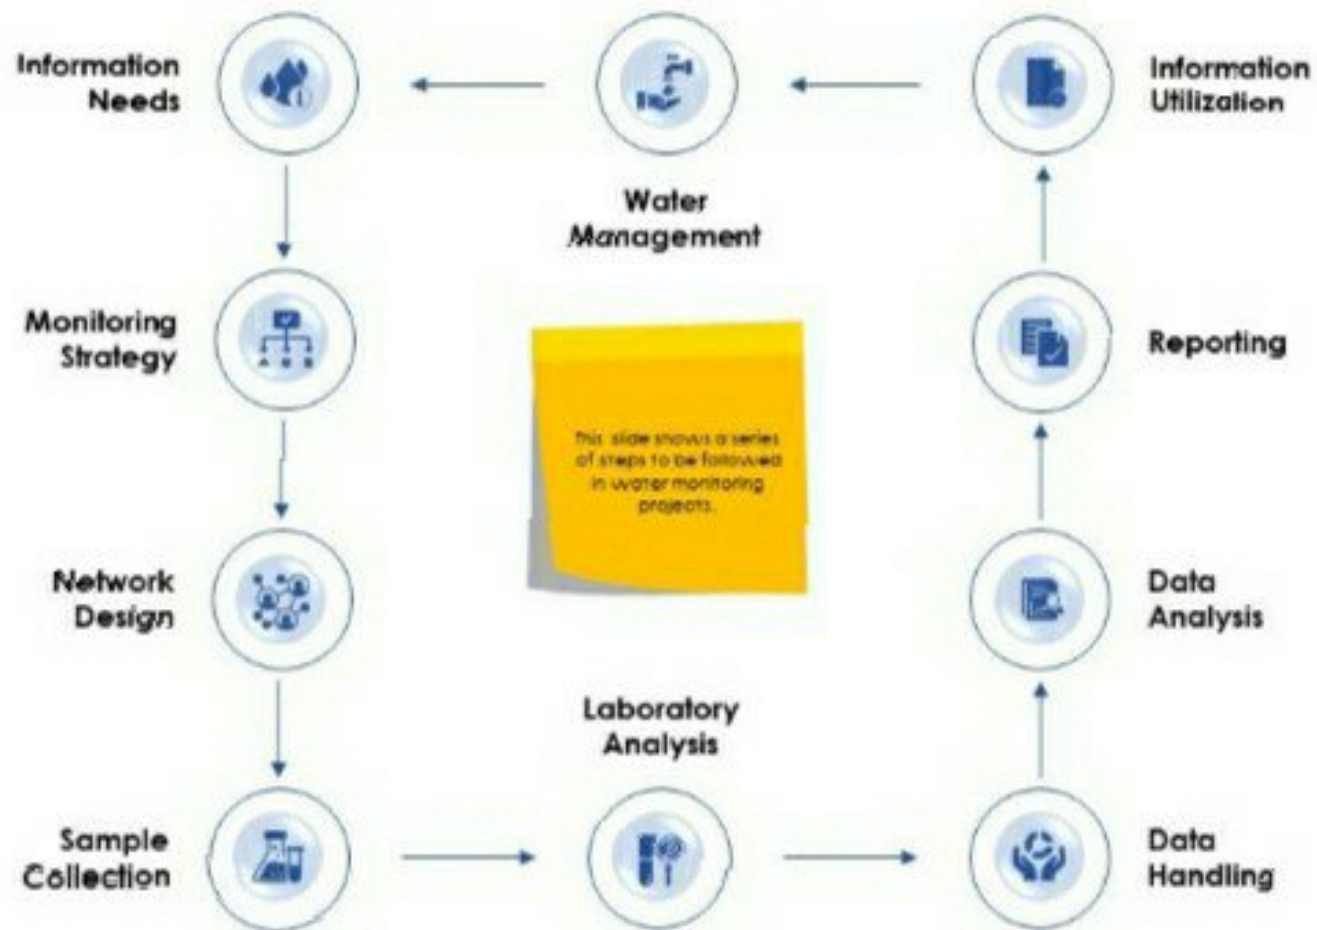 Information
Needs
Water
Management
Information
Utilization
Monitoring
Strategy
This slide shows a series
of steps to be followed
in water monitoring
projects.
Reporting
Network
Design
Data
Analysis
Laboratory
Analysis
Sample
Collection
Data
Handling